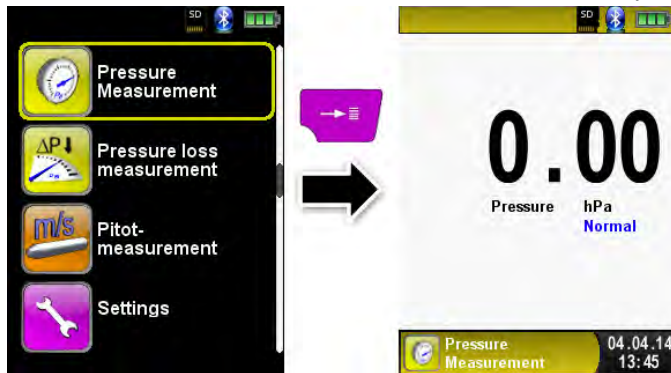 SD
Pressure
Measurement
ΔP
Pressure loss
measurement
m/s
Pitot-
measurement
Settings
SD
0.00
Pressure hPa
Normal
Pressure
Measurement
04.04.14
13:45